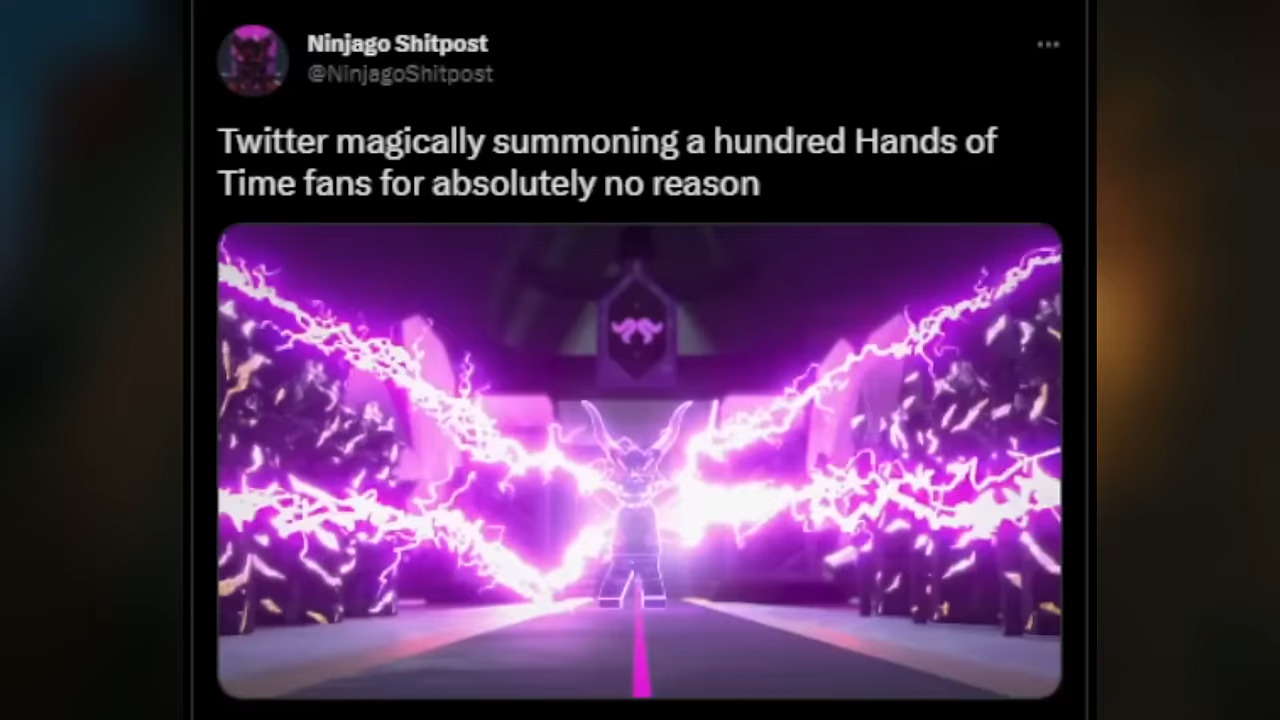 Ninjago Shitpost
@NinjagoShitpost
Twitter magically summoning a hundred Hands of
Time fans for absolutely no reason